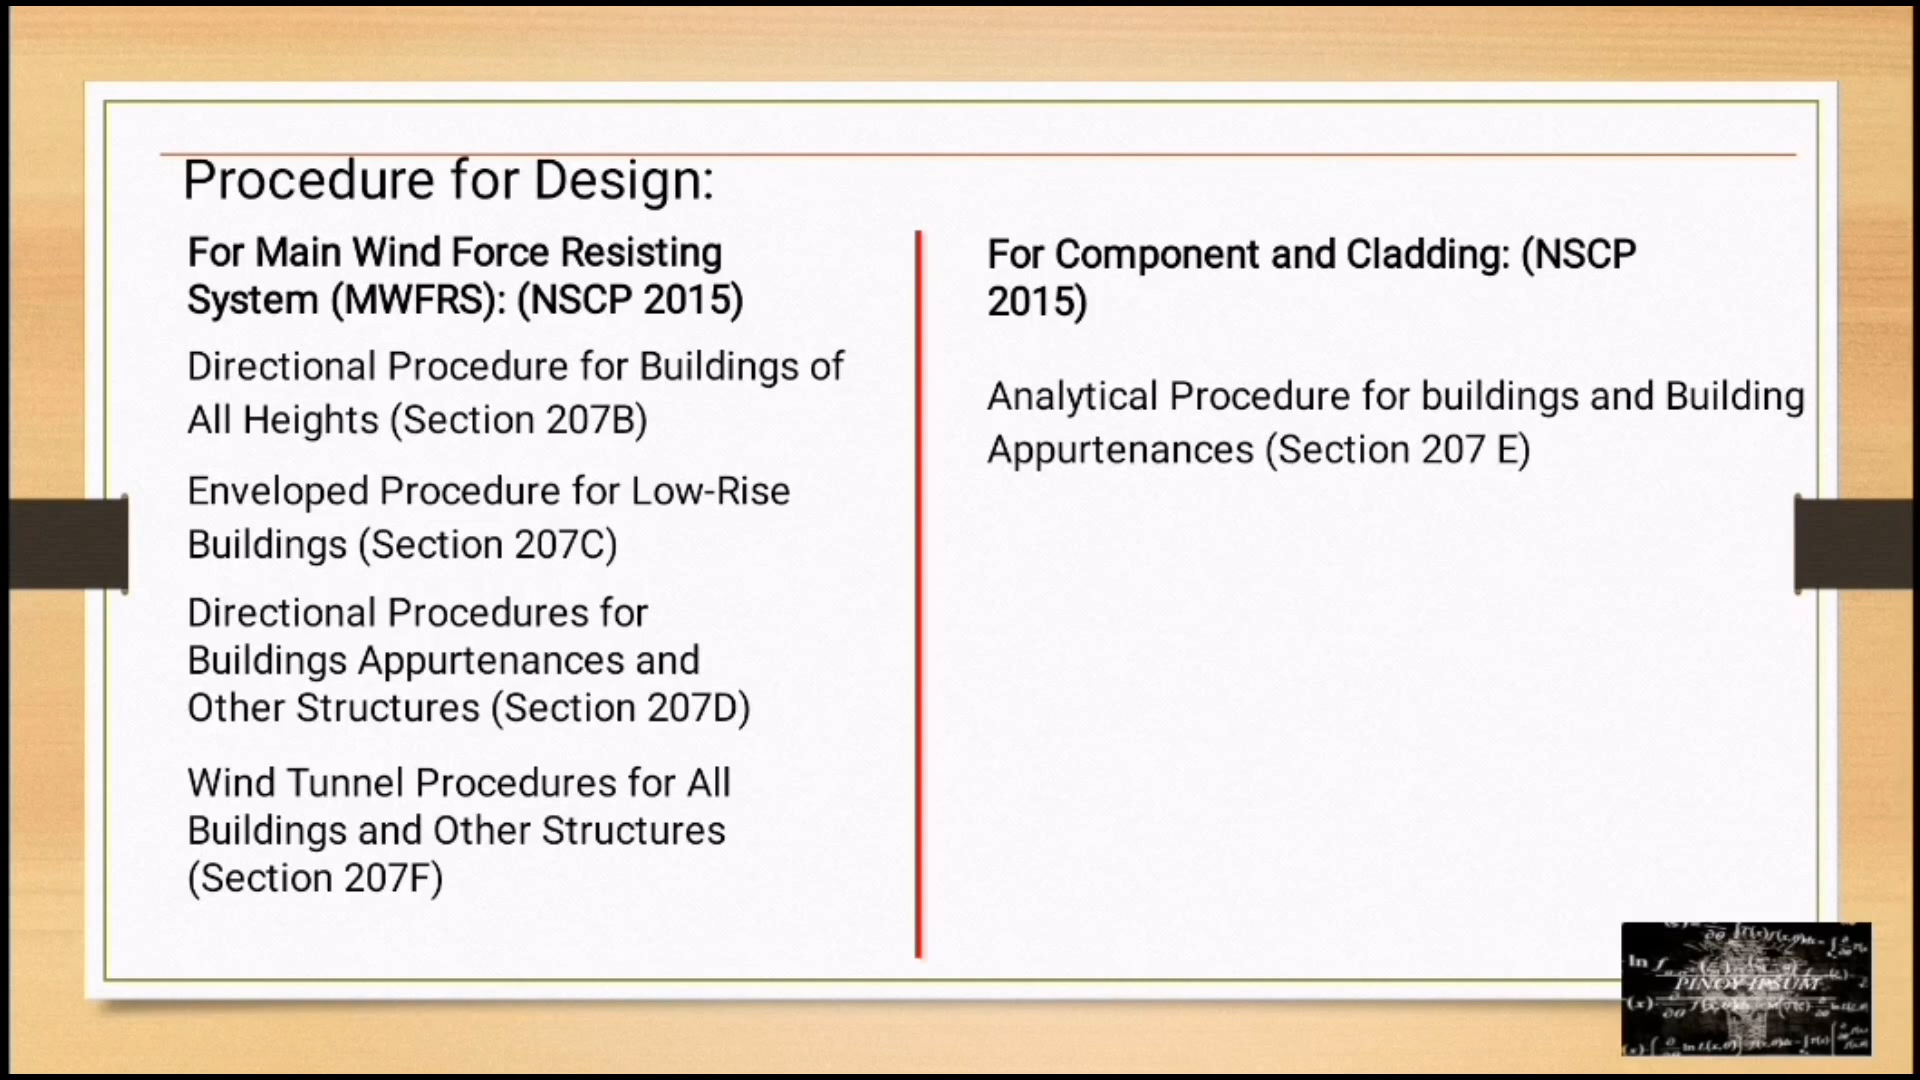 Procedure for Design:
For Main Wind Force Resisting
System (MWFRS): (NSCP 2015)
Directional Procedure for Buildings of
All Heights (Section 207B)
Enveloped Procedure for Low-Rise
Buildings (Section 207C)
Directional Procedures for
Buildings Appurtenances and
Other Structures (Section 207D)
Wind Tunnel Procedures for All
Buildings and Other Structures
(Section 207F)
For Component and Cladding: (NSCP
2015)
Analytical Procedure for buildings and Building
Appurtenances (Section 207 E)
PINOY IPSUM